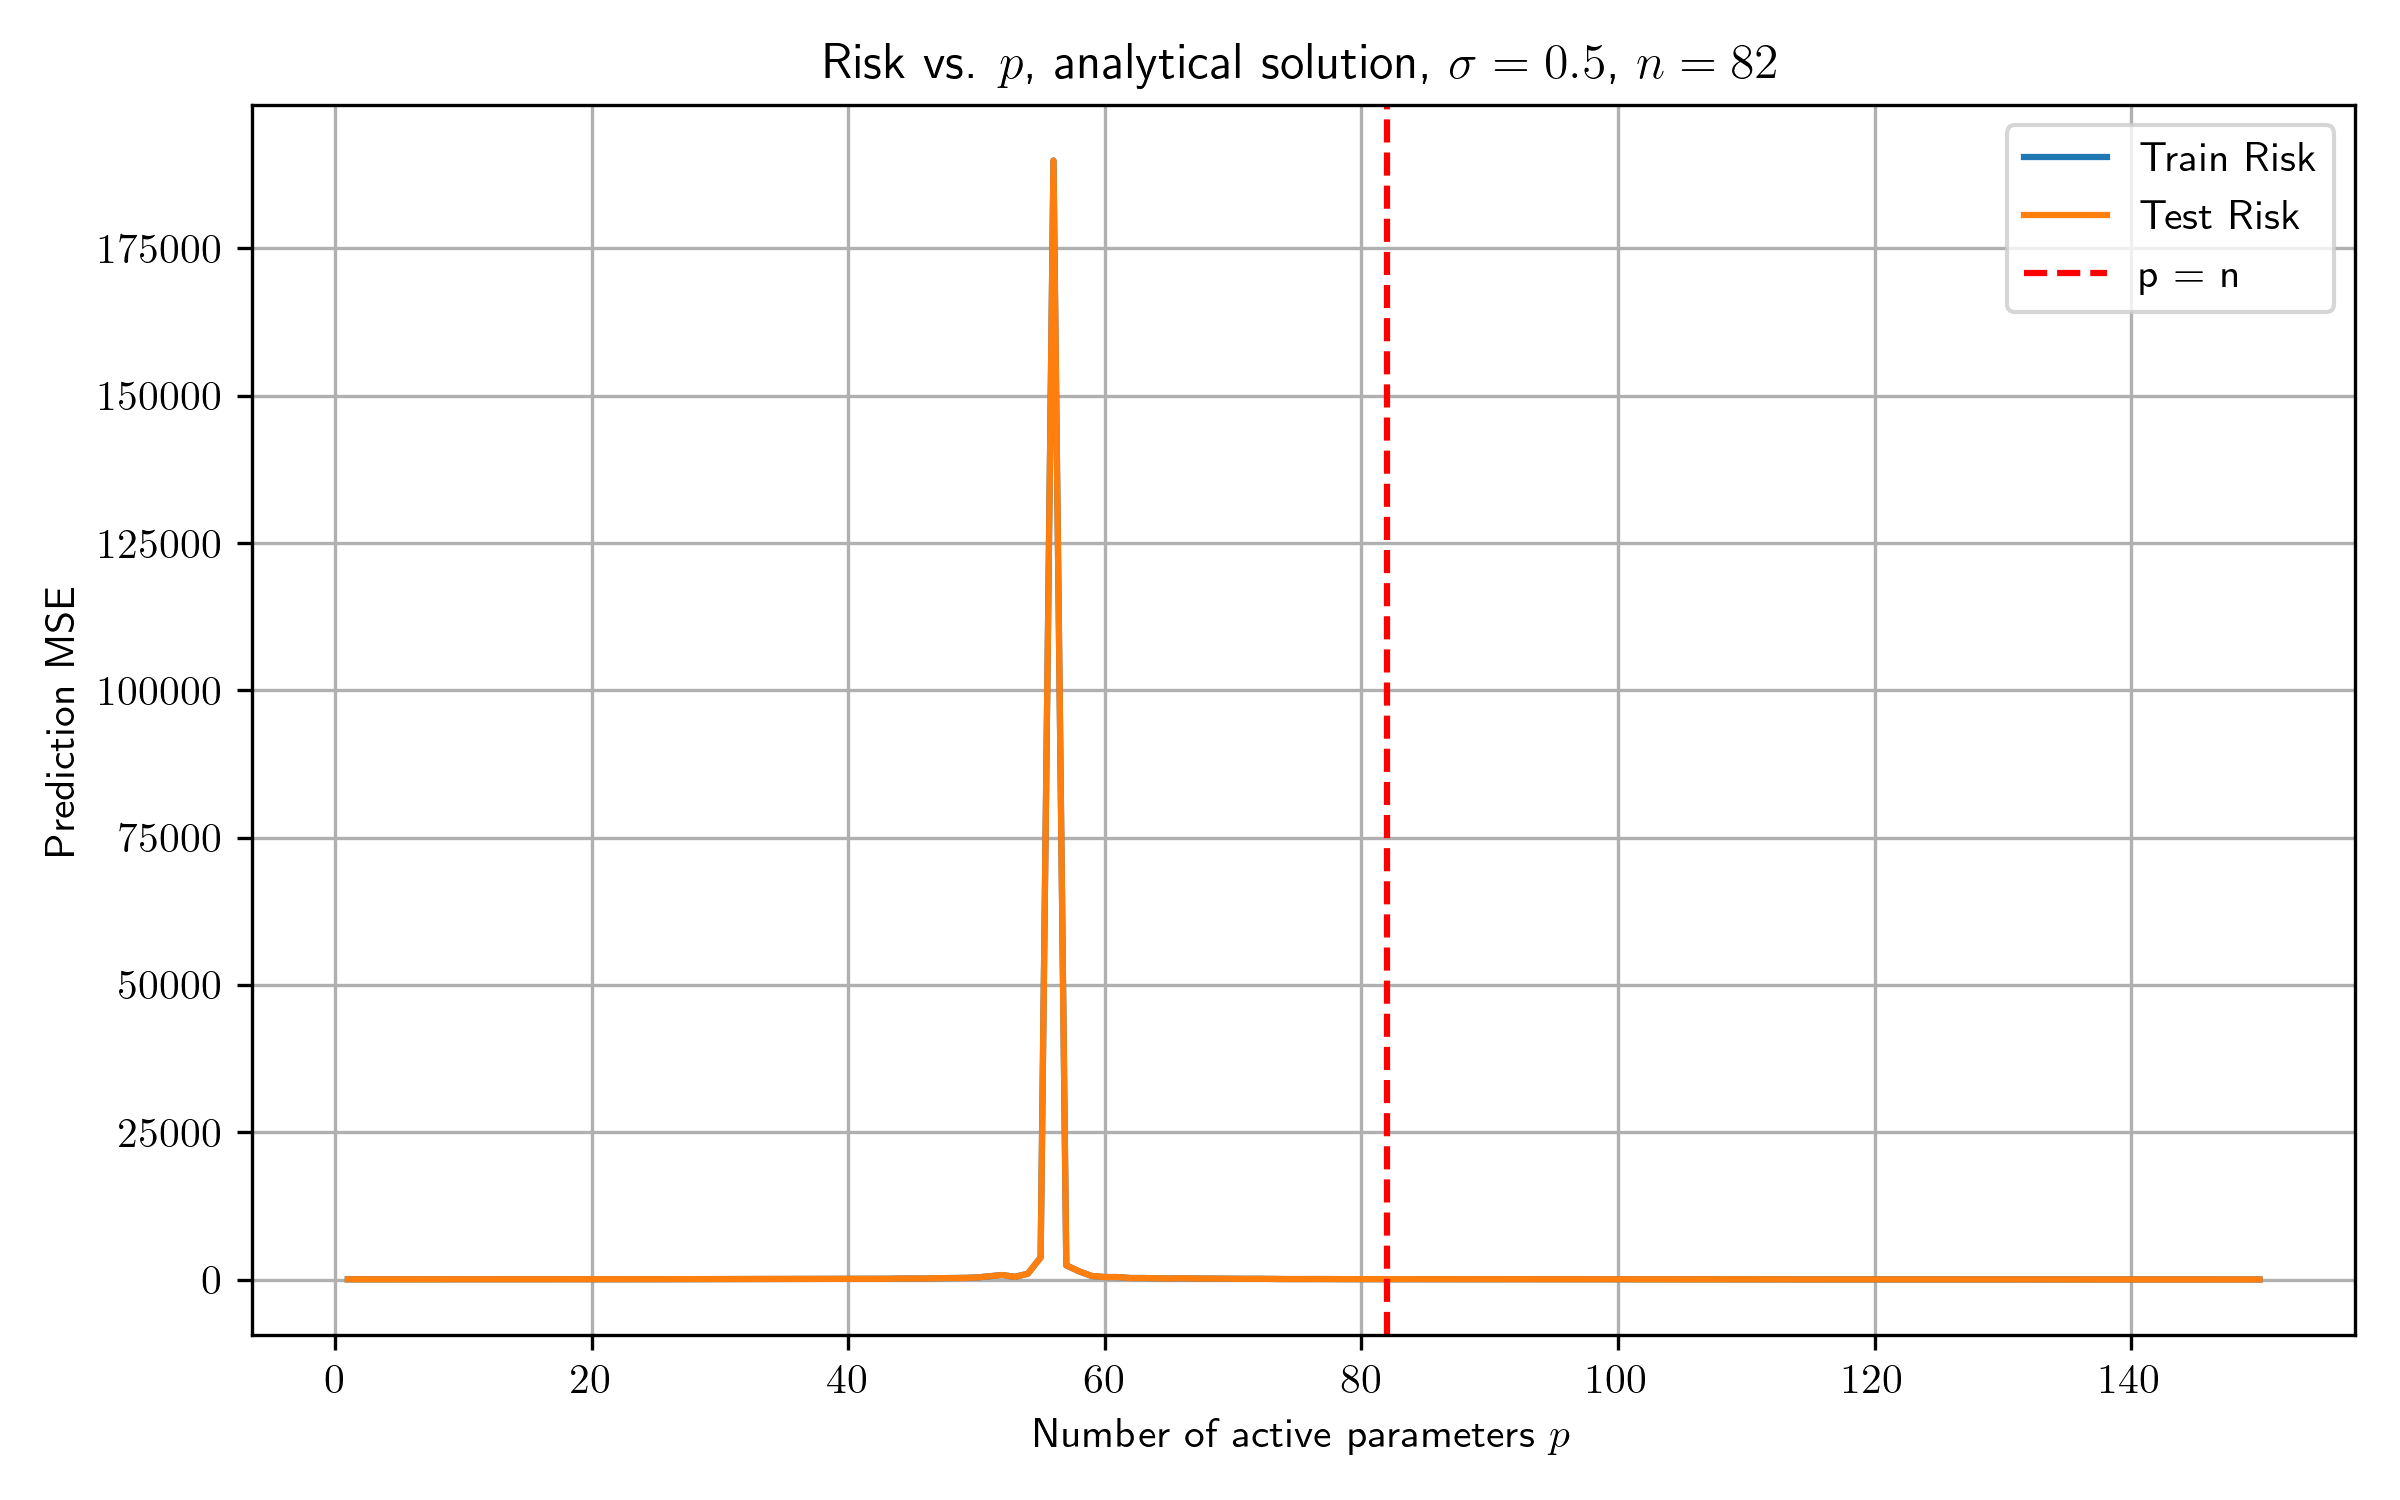 Risk vs. p, analytical solution, σ = 0.5, n = 82
Train Risk
Test Risk
p = n
Prediction MSE
175000
150000
125000
100000
75000
50000
25000
0
0 20 40 60 80 100 120 140
Number of active parameters p